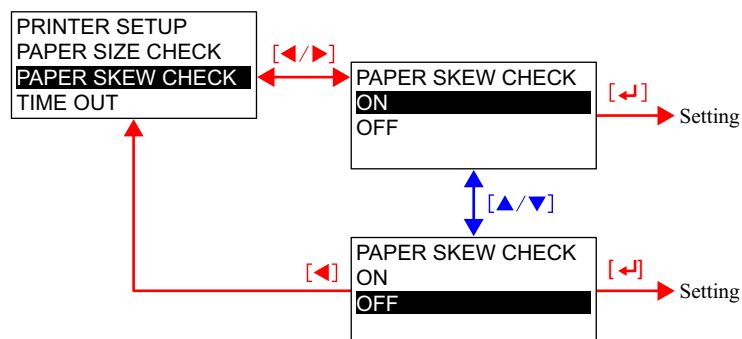 PRINTER SETUP
PAPER SIZE CHECK
PAPER SKEW CHECK
TIME OUT
[◀/▶]
PAPER SKEW CHECK
ON
OFF
[↵]
Setting
[▲/▼]
PAPER SKEW CHECK
ON
OFF
[◀]
[↵]
Setting